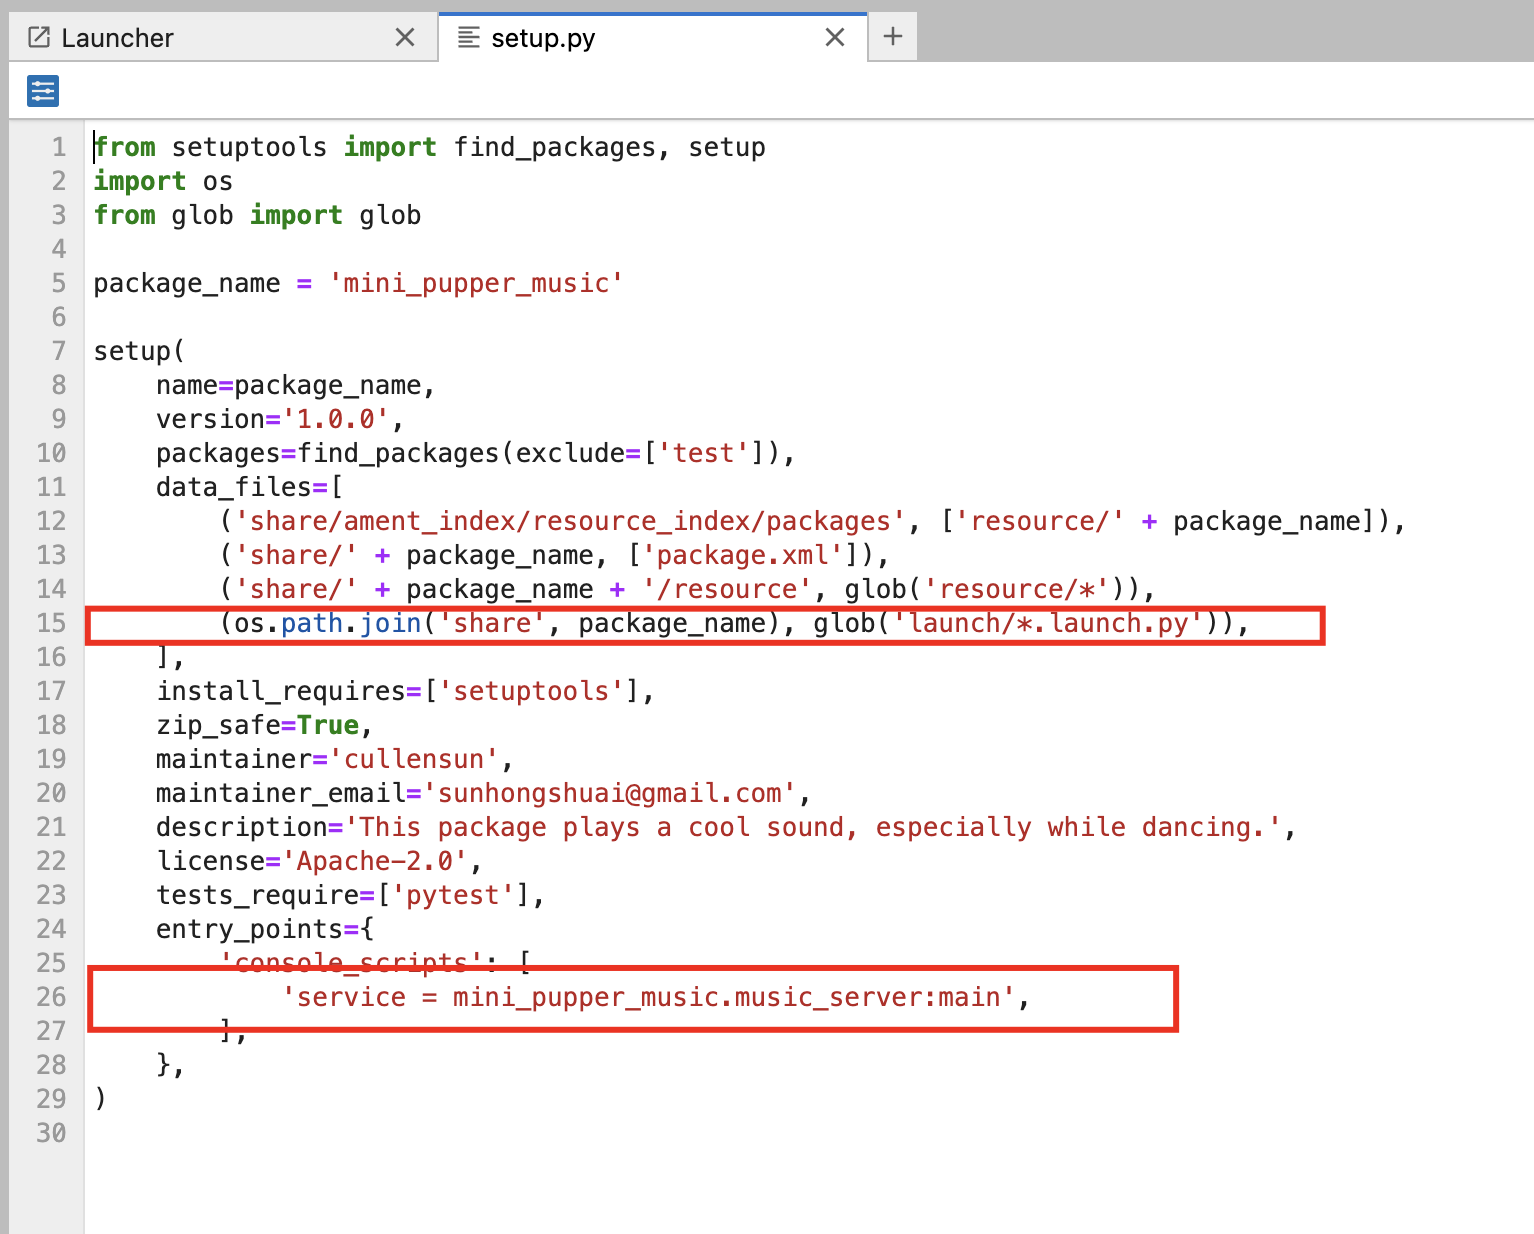 Launcher
setup.py
1 from setuptools import find_packages, setup
2 import os
3 from glob import glob
4
5 package_name = 'mini_pupper_music'
6
7 setup(
8     name=package_name,
9     version='1.0.0',
10     packages=find_packages(exclude=['test']),
11     data_files=[
12         ('share/ament_index/resource_index/packages', ['resource/' + package_name]),
13         ('share/' + package_name, ['package.xml']),
14         ('share/' + package_name + '/resource', glob('resource/*')),
15         (os.path.join('share', package_name), glob('launch/*.launch.py')),
16     ],
17     install_requires=['setuptools'],
18     zip_safe=True,
19     maintainer='cullensun',
20     maintainer_email='sunhongshuai@gmail.com',
21     description='This package plays a cool sound, especially while dancing.',
22     license='Apache-2.0',
23     tests_require=['pytest'],
24     entry_points={
25         'console_scripts': [
26             'service = mini_pupper_music.music_server:main',
27         ],
28     },
29 )
30